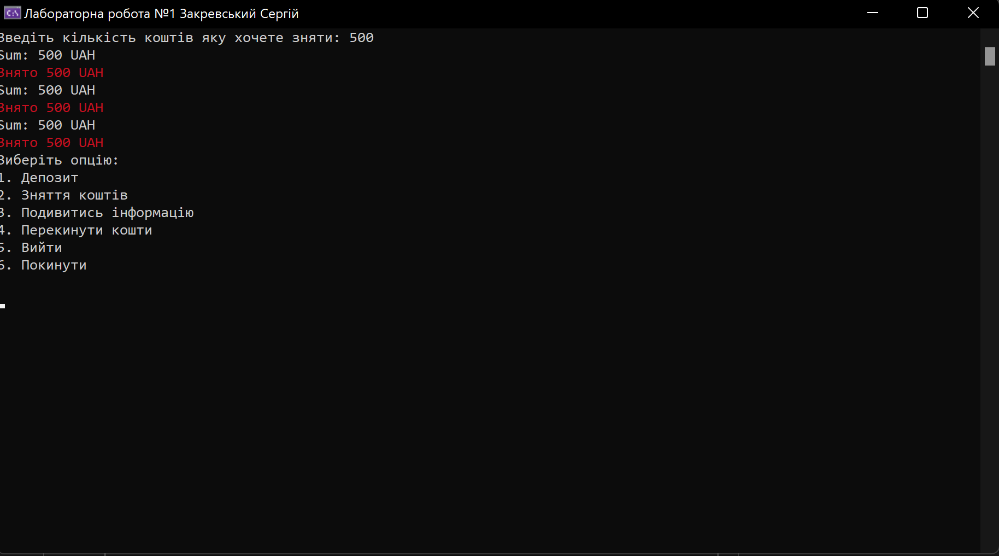 Лабораторна робота №1 Закревський Сергій
Введіть кількість коштів яку хочете зняти: 500
Sum: 500 UAH
Знято 500 UAH
Sum: 500 UAH
Знято 500 UAH
Sum: 500 UAH
Знято 500 UAH
Виберіть опцію:
1. Депозит
2. Зняття коштів
3. Подивитись інформацію
4. Перекинути кошти
5. Вийти
6. Покинути